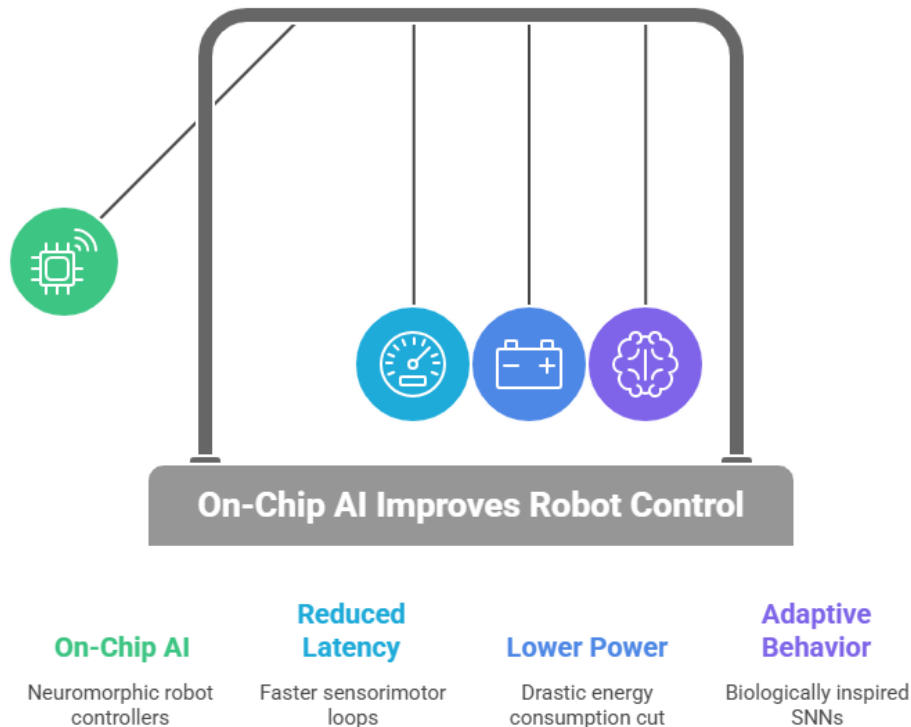 On-Chip AI Improves Robot Control
On-Chip AI
Neuromorphic robot
controllers
Reduced
Latency
Faster sensorimotor
loops
Lower Power
Drastic energy
consumption cut
Adaptive
Behavior
Biologically inspired
SNNs